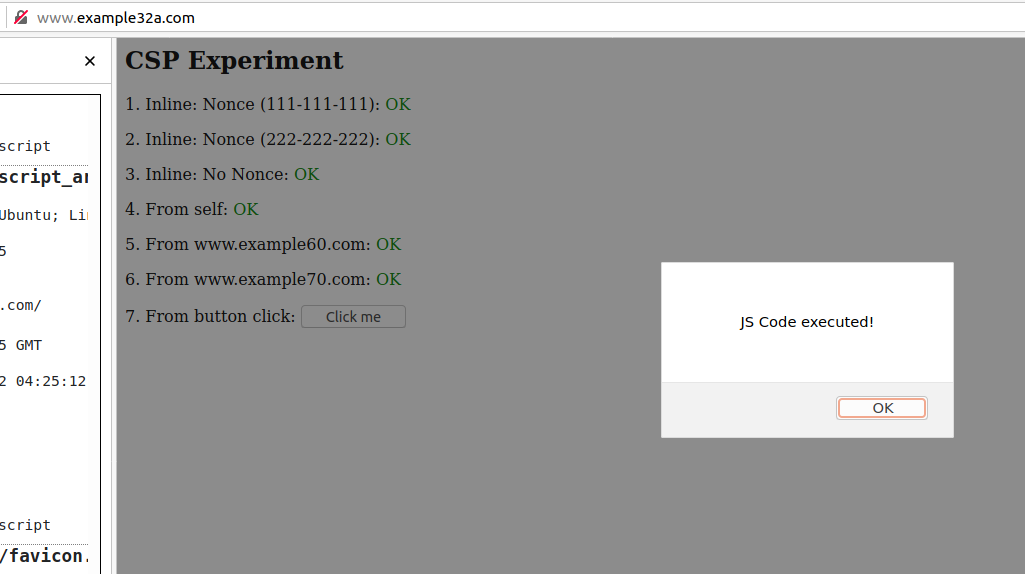 www.example32a.com
script
Ubuntu; Li
5
.com/
5 GMT
2 04:25:12
script
/favicon.
CSP Experiment
1. Inline: Nonce (111-111-111): OK
2. Inline: Nonce (222-222-222): OK
3. Inline: No Nonce: OK
4. From self: OK
5. From www.example60.com: OK
6. From www.example70.com: OK
7. From button click: Click me
JS Code executed!
OK